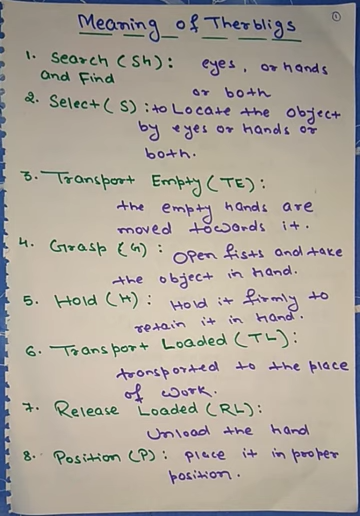 ①
Meaning of Therbligs
1. Search (Sh): eyes, or hands
and Find or both
2. Select (S): to Locate the object
by eyes or hands or
both.
3. Transport Empty (TE):
the empty hands are
moved towards it.
4. Grasp (G): Open fists and take
the object in hand.
5. Hold (H): Hold it firmly to
retain it in hand.
6. Transport Loaded (TL):
transported to the place
of work.
7. Release Loaded (RL):
Unload the hand
8. Position (P): place it in proper
position.